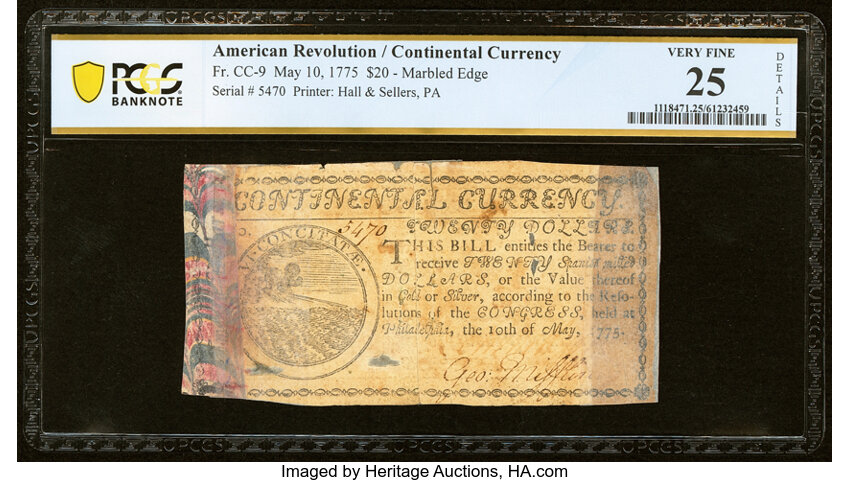 American Revolution / Continental Currency
Fr. CC-9 May 10, 1775 $20 - Marbled Edge
Serial # 5470 Printer: Hall & Sellers, PA
PCGS
BANKNOTE
VERY FINE
25
1118471.25/61232459
DETAILS
CONTINENTAL CURRENCY.
5470
TWENTY DOLLARS.
VI CONCITATÆ.
THIS BILL entitles the Bearer to
receive TWENTY Spanish milled
DOLLARS, or the Value thereof
in Gold or Silver, according to the Reso-
lutions of the CONGRESS, held at
Philadelphia, the 10th of May, 1775.
Geo: Mifflin
Imaged by Heritage Auctions, HA.com